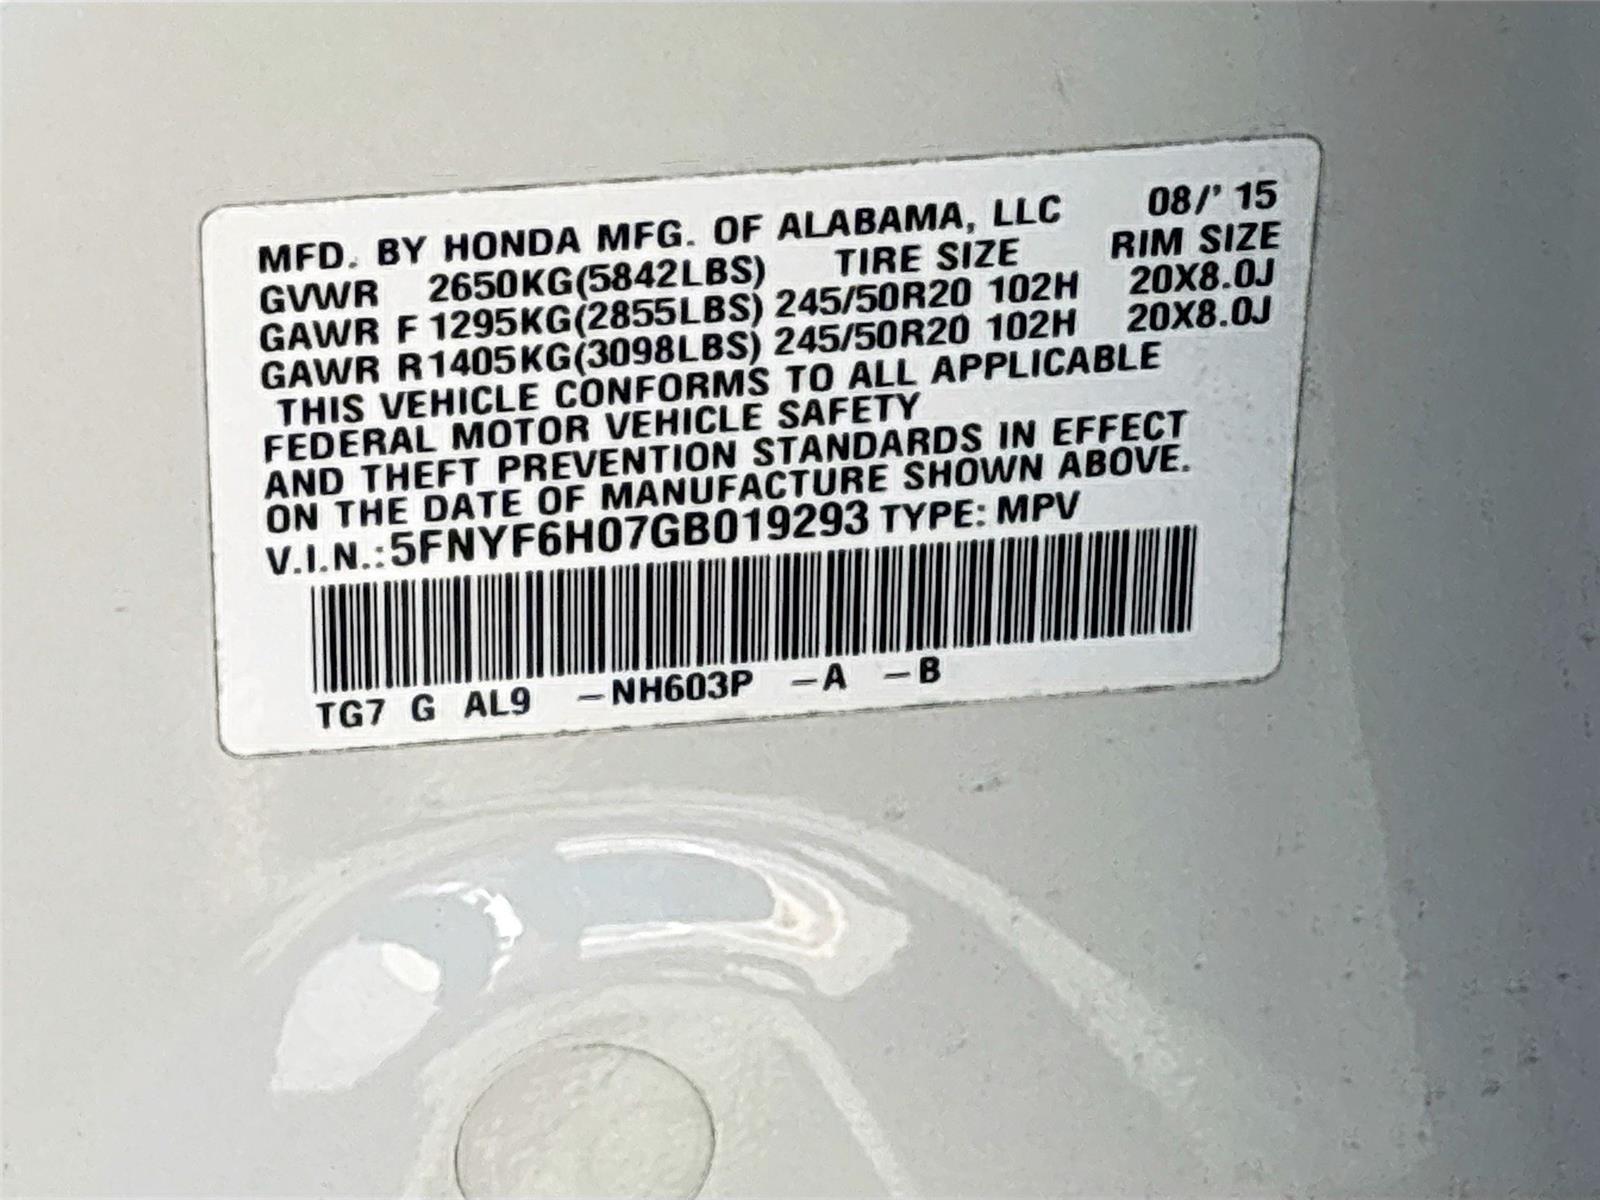 MFD. BY HONDA MFG. OF ALABAMA, LLC 08/' 15
GVWR 2650KG(5842LBS) TIRE SIZE RIM SIZE
GAWR F 1295KG(2855LBS) 245/50R20 102H 20X8.0J
GAWR R 1405KG(3098LBS) 245/50R20 102H 20X8.0J
THIS VEHICLE CONFORMS TO ALL APPLICABLE
FEDERAL MOTOR VEHICLE SAFETY
AND THEFT PREVENTION STANDARDS IN EFFECT
ON THE DATE OF MANUFACTURE SHOWN ABOVE.
V.I.N.:5FNYF6H07GB019293 TYPE: MPV
TG7 G AL9 -NH603P -A -B